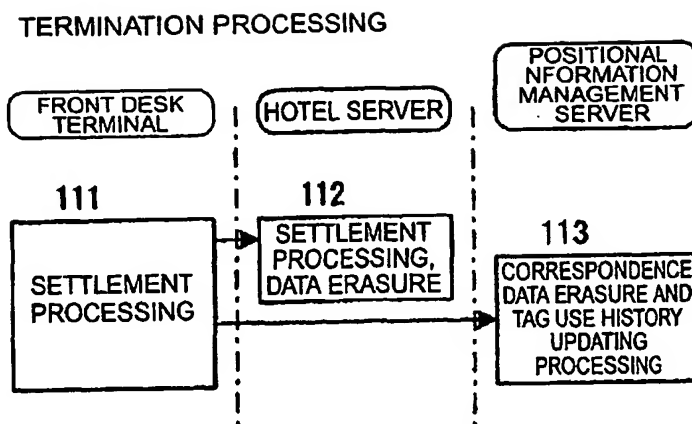 TERMINATION PROCESSING
FRONT DESK
TERMINAL
HOTEL SERVER
POSITIONAL
NFORMATION
MANAGEMENT
SERVER
111
SETTLEMENT
PROCESSING
112
SETTLEMENT
PROCESSING,
DATA ERASURE
113
CORRESPONDENCE
DATA ERASURE AND
TAG USE HISTORY
UPDATING
PROCESSING